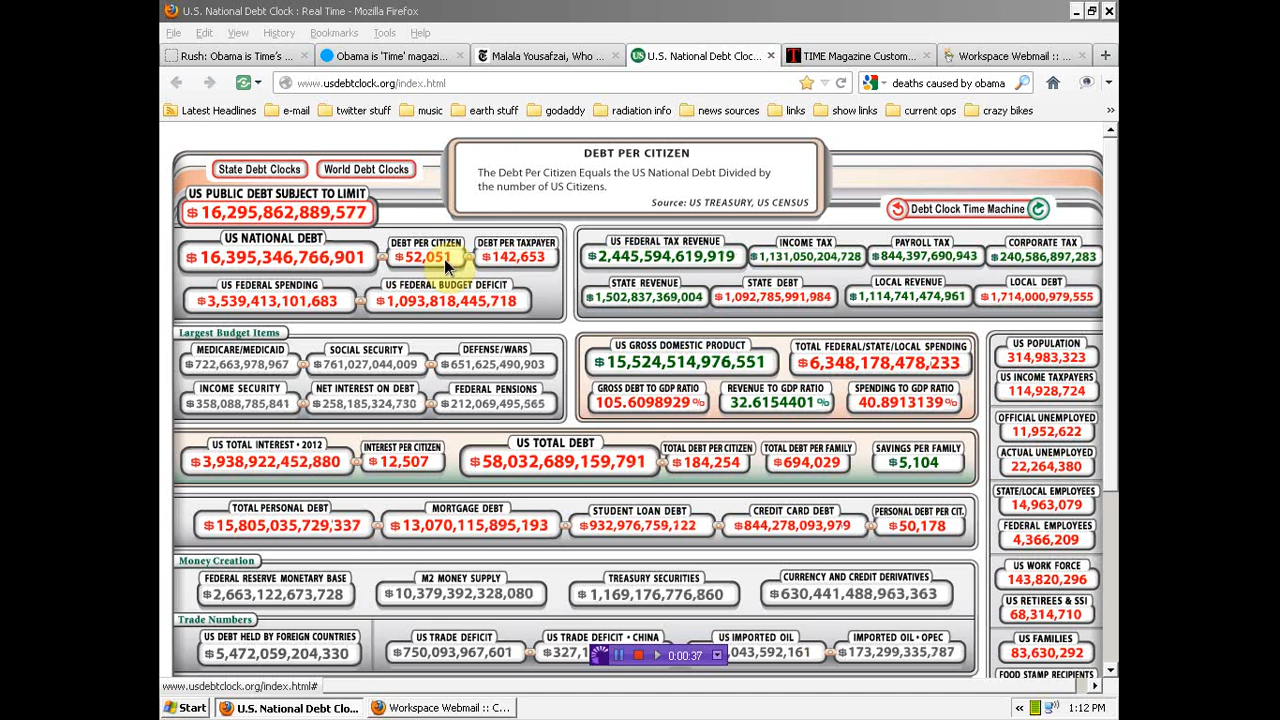 U.S. National Debt Clock : Real Time - Mozilla Firefox
File Edit View History Bookmarks Tools Help
Rush: Obama is Time's ... Obama is 'Time' magazi... Malala Yousafzai, Who ... U.S. National Debt Cloc... TIME Magazine Custom... Workspace Webmail :: ...
www.usdebtclock.org/index.html deaths caused by obama
Latest Headlines e-mail twitter stuff music earth stuff godaddy radiation info news sources links show links current ops crazy bikes »
DEBT PER CITIZEN
The Debt Per Citizen Equals the US National Debt Divided by
the number of US Citizens.
Source: US TREASURY, US CENSUS
State Debt Clocks World Debt Clocks
Debt Clock Time Machine
US PUBLIC DEBT SUBJECT TO LIMIT
$16,295,862,889,577
US NATIONAL DEBT DEBT PER CITIZEN DEBT PER TAXPAYER
$16,395,346,766,901 $52,051 $142,653
US FEDERAL SPENDING US FEDERAL BUDGET DEFICIT
$3,539,413,101,683 $1,093,818,445,718
US FEDERAL TAX REVENUE INCOME TAX PAYROLL TAX CORPORATE TAX
$2,445,594,619,919 $1,131,050,204,728 $844,397,690,943 $240,586,897,283
STATE REVENUE STATE DEBT LOCAL REVENUE LOCAL DEBT
$1,502,837,369,004 $1,092,785,991,984 $1,114,741,474,961 $1,714,000,979,555
Largest Budget Items
MEDICARE/MEDICAID SOCIAL SECURITY DEFENSE/WARS
$722,663,978,967 $761,027,044,009 $651,625,490,903
INCOME SECURITY NET INTEREST ON DEBT FEDERAL PENSIONS
$358,088,785,841 $258,185,324,730 $212,069,495,565
US GROSS DOMESTIC PRODUCT TOTAL FEDERAL/STATE/LOCAL SPENDING
$15,524,514,976,551 $6,348,178,478,233
GROSS DEBT TO GDP RATIO REVENUE TO GDP RATIO SPENDING TO GDP RATIO
105.6098929% 32.6154401% 40.8913139%
US TOTAL INTEREST • 2012 INTEREST PER CITIZEN US TOTAL DEBT TOTAL DEBT PER CITIZEN TOTAL DEBT PER FAMILY SAVINGS PER FAMILY
$3,938,922,452,880 $12,507 $58,032,689,159,791 $184,254 $694,029 $5,104
TOTAL PERSONAL DEBT MORTGAGE DEBT STUDENT LOAN DEBT CREDIT CARD DEBT PERSONAL DEBT PER CIT.
$15,805,035,729,337 $13,070,115,895,193 $932,976,759,122 $844,278,093,979 $50,178
Money Creation
FEDERAL RESERVE MONETARY BASE M2 MONEY SUPPLY TREASURY SECURITIES CURRENCY AND CREDIT DERIVATIVES
$2,663,122,673,728 $10,379,392,328,080 $1,169,176,776,860 $630,441,488,963,363
Trade Numbers
US DEBT HELD BY FOREIGN COUNTRIES US TRADE DEFICIT US TRADE DEFICIT • CHINA US IMPORTED OIL IMPORTED OIL • OPEC
$5,472,059,204,330 $750,093,967,601 $327,1 ,043,592,161 $173,299,335,787
0:00:37
US POPULATION
314,983,323
US INCOME TAXPAYERS
114,928,724
OFFICIAL UNEMPLOYED
11,952,622
ACTUAL UNEMPLOYED
22,264,380
STATE/LOCAL EMPLOYEES
14,963,079
FEDERAL EMPLOYEES
4,366,209
US WORK FORCE
143,820,296
US RETIREES & SSI
68,314,710
US FAMILIES
83,630,292
FOOD STAMP RECIPIENTS
www.usdebtclock.org/index.html#
Start U.S. National Debt Clo... Workspace Webmail :: C... « 1:12 PM